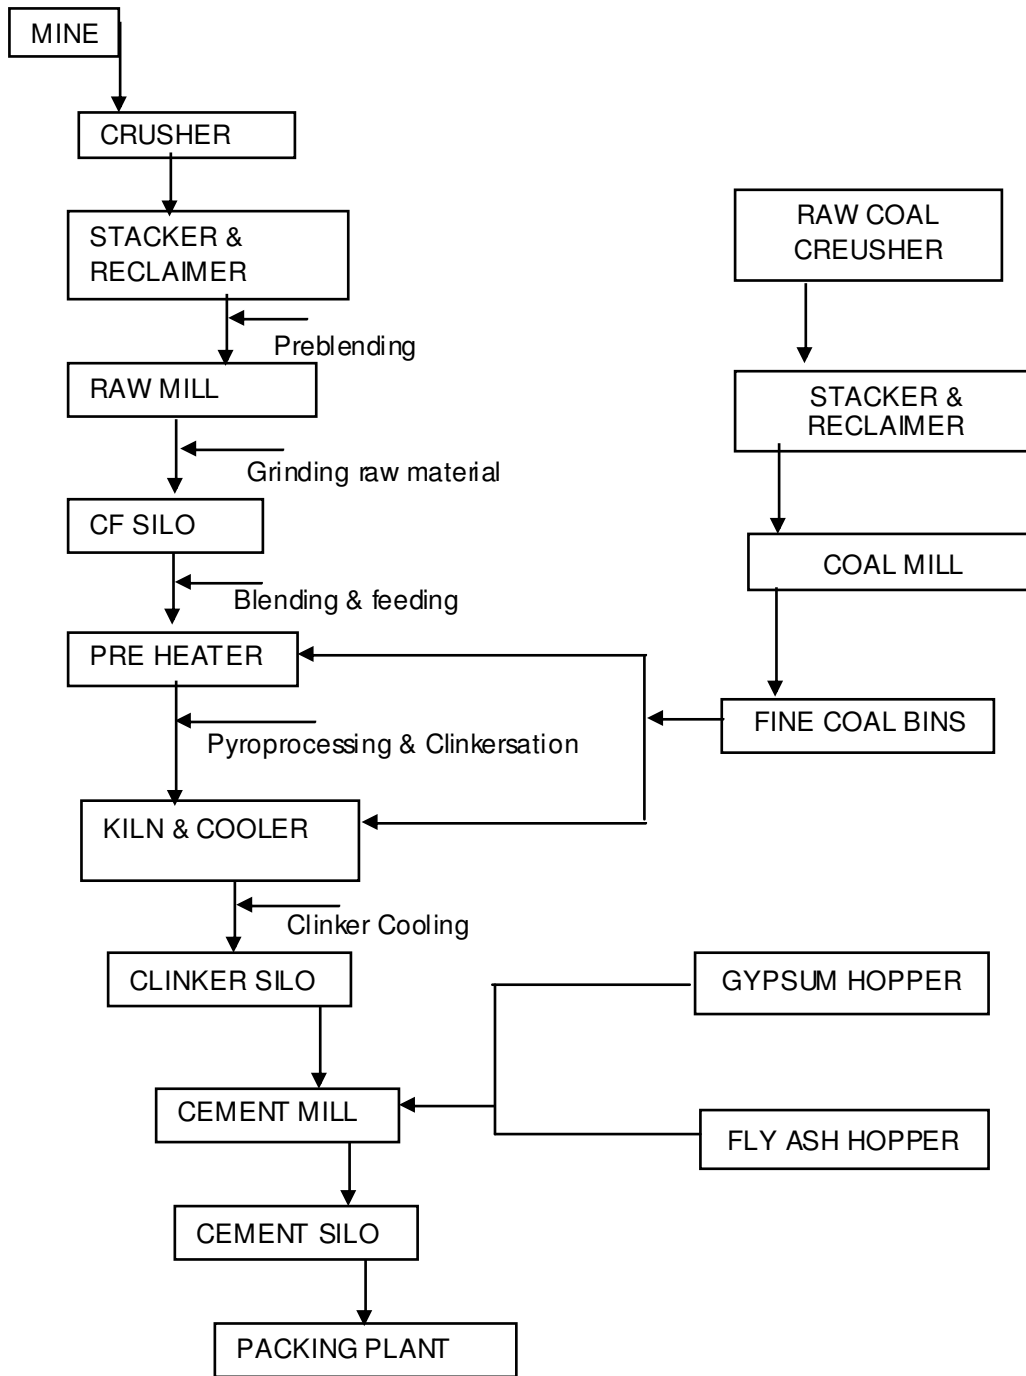 MINE
CRUSHER
STACKER &
RECLAIMER
Preblending
RAW MILL
Grinding raw material
CF SILO
Blending & feeding
PRE HEATER
Pyroprocessing & Clinkersation
KILN & COOLER
Clinker Cooling
CLINKER SILO
CEMENT MILL
CEMENT SILO
PACKING PLANT
RAW COAL
CREUSHER
STACKER &
RECLAIMER
COAL MILL
FINE COAL BINS
GYPSUM HOPPER
FLY ASH HOPPER